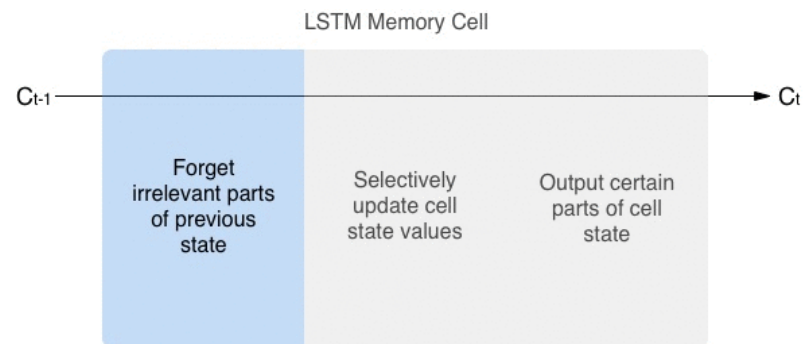 LSTM Memory Cell
Ct-1
Ct
Forget
irrelevant parts
of previous
state
Selectively
update cell
state values
Output certain
parts of cell
state